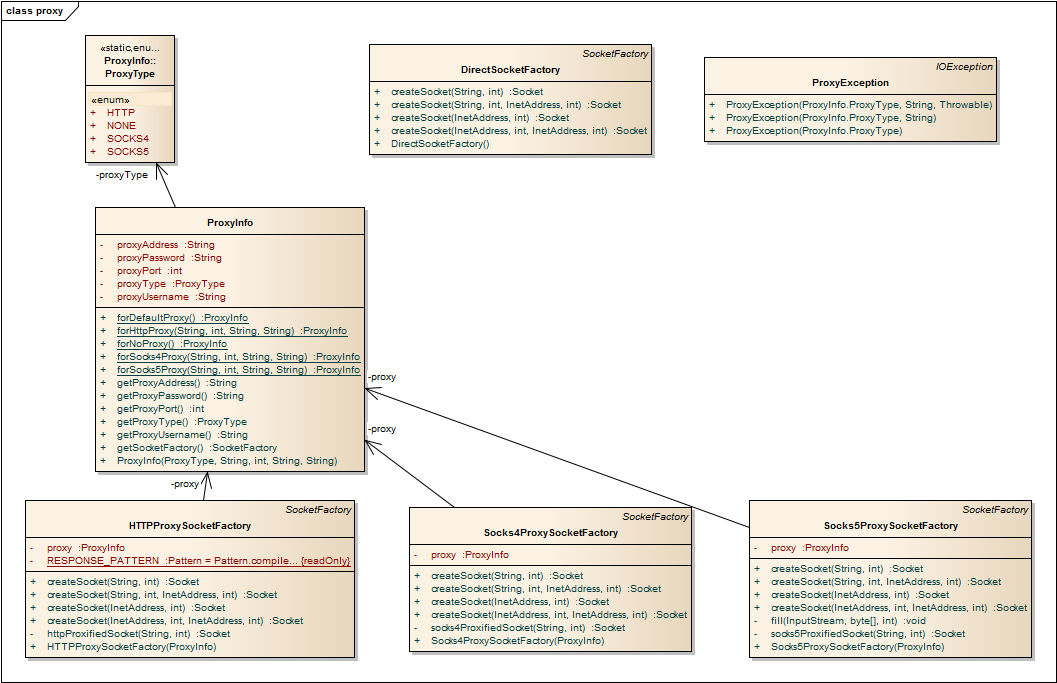 class proxy
«static,enu...
ProxyInfo::
ProxyType
«enum»
+ HTTP
+ NONE
+ SOCKS4
+ SOCKS5
-proxyType
SocketFactory
DirectSocketFactory
+ createSocket(String, int) :Socket
+ createSocket(String, int, InetAddress, int) :Socket
+ createSocket(InetAddress, int) :Socket
+ createSocket(InetAddress, int, InetAddress, int) :Socket
+ DirectSocketFactory()
IOException
ProxyException
+ ProxyException(ProxyInfo.ProxyType, String, Throwable)
+ ProxyException(ProxyInfo.ProxyType, String)
+ ProxyException(ProxyInfo.ProxyType)
ProxyInfo
- proxyAddress :String
- proxyPassword :String
- proxyPort :int
- proxyType :ProxyType
- proxyUsername :String
+ forDefaultProxy() :ProxyInfo
+ forHttpProxy(String, int, String, String) :ProxyInfo
+ forNoProxy() :ProxyInfo
+ forSocks4Proxy(String, int, String, String) :ProxyInfo
+ forSocks5Proxy(String, int, String, String) :ProxyInfo
+ getProxyAddress() :String
+ getProxyPassword() :String
+ getProxyPort() :int
+ getProxyType() :ProxyType
+ getProxyUsername() :String
+ getSocketFactory() :SocketFactory
+ ProxyInfo(ProxyType, String, int, String, String)
-proxy
-proxy
-proxy
SocketFactory
HTTPProxySocketFactory
- proxy :ProxyInfo
- RESPONSE_PATTERN :Pattern = Pattern.compile... {readOnly}
+ createSocket(String, int) :Socket
+ createSocket(String, int, InetAddress, int) :Socket
+ createSocket(InetAddress, int) :Socket
+ createSocket(InetAddress, int, InetAddress, int) :Socket
- httpProxifiedSocket(String, int) :Socket
+ HTTPProxySocketFactory(ProxyInfo)
SocketFactory
Socks4ProxySocketFactory
- proxy :ProxyInfo
+ createSocket(String, int) :Socket
+ createSocket(String, int, InetAddress, int) :Socket
+ createSocket(InetAddress, int) :Socket
+ createSocket(InetAddress, int, InetAddress, int) :Socket
- socks4ProxifiedSocket(String, int) :Socket
+ Socks4ProxySocketFactory(ProxyInfo)
SocketFactory
Socks5ProxySocketFactory
- proxy :ProxyInfo
+ createSocket(String, int) :Socket
+ createSocket(String, int, InetAddress, int) :Socket
+ createSocket(InetAddress, int) :Socket
+ createSocket(InetAddress, int, InetAddress, int) :Socket
- fill(InputStream, byte[], int) :void
- socks5ProxifiedSocket(String, int) :Socket
+ Socks5ProxySocketFactory(ProxyInfo)